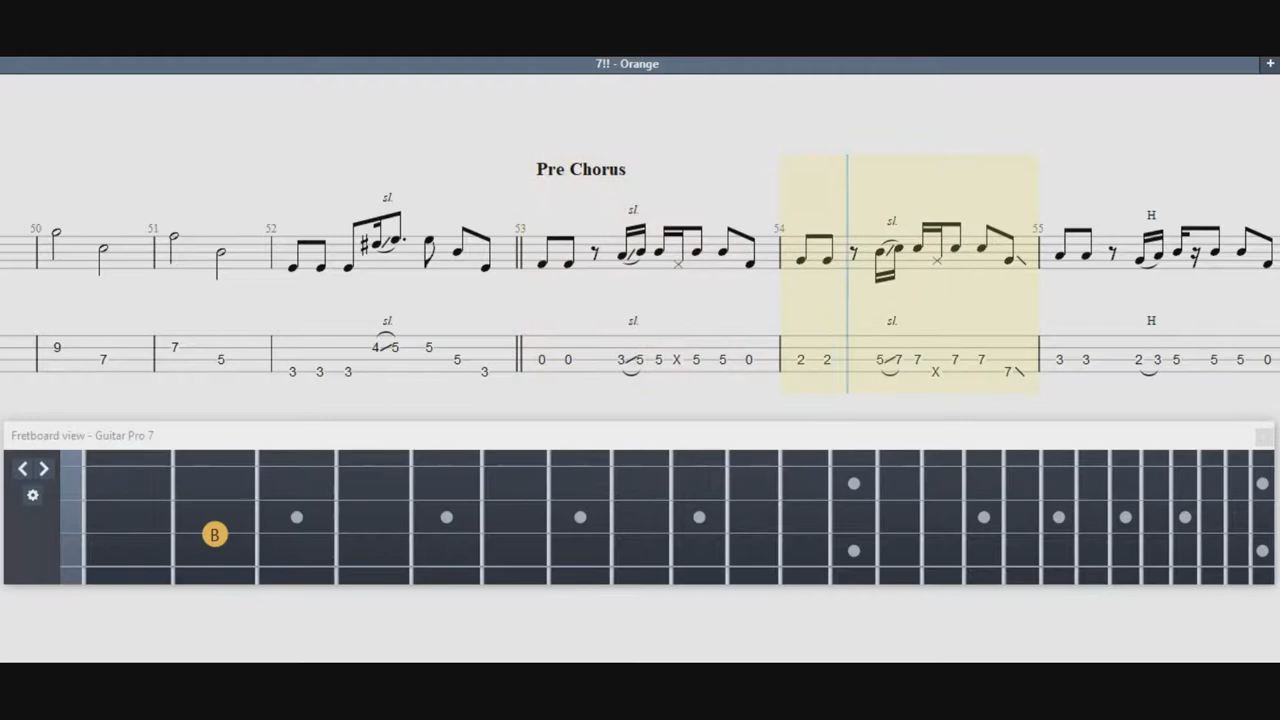 7!! - Orange
+
Pre Chorus
sl.
sl.
sl.
H
50 51 52 53 54 55
sl.
sl.
sl.
H
9 7 7 5 3 3 3 4 5 5 5 3 0 0 3 5 5 X 5 5 0 2 2 5 7 7 X 7 7 7 3 3 2 3 5 5 5 0
Fretboard view - Guitar Pro 7
B